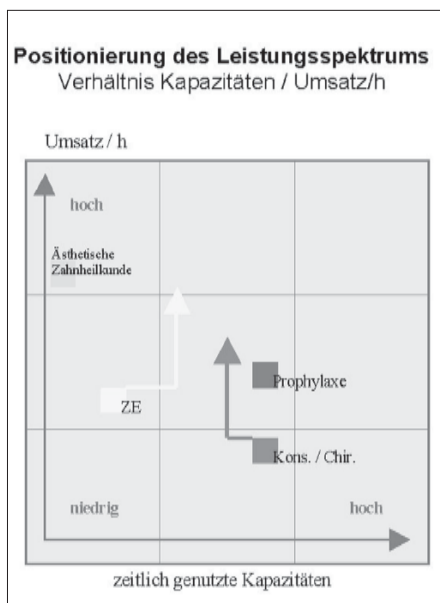 Positionierung des Leistungsspektrums
Verhältnis Kapazitäten / Umsatz/h
Umsatz / h
hoch
Ästhetische
Zahnheilkunde
Prophylaxe
ZE
Kons. / Chir.
niedrig
hoch
zeitlich genutzte Kapazitäten